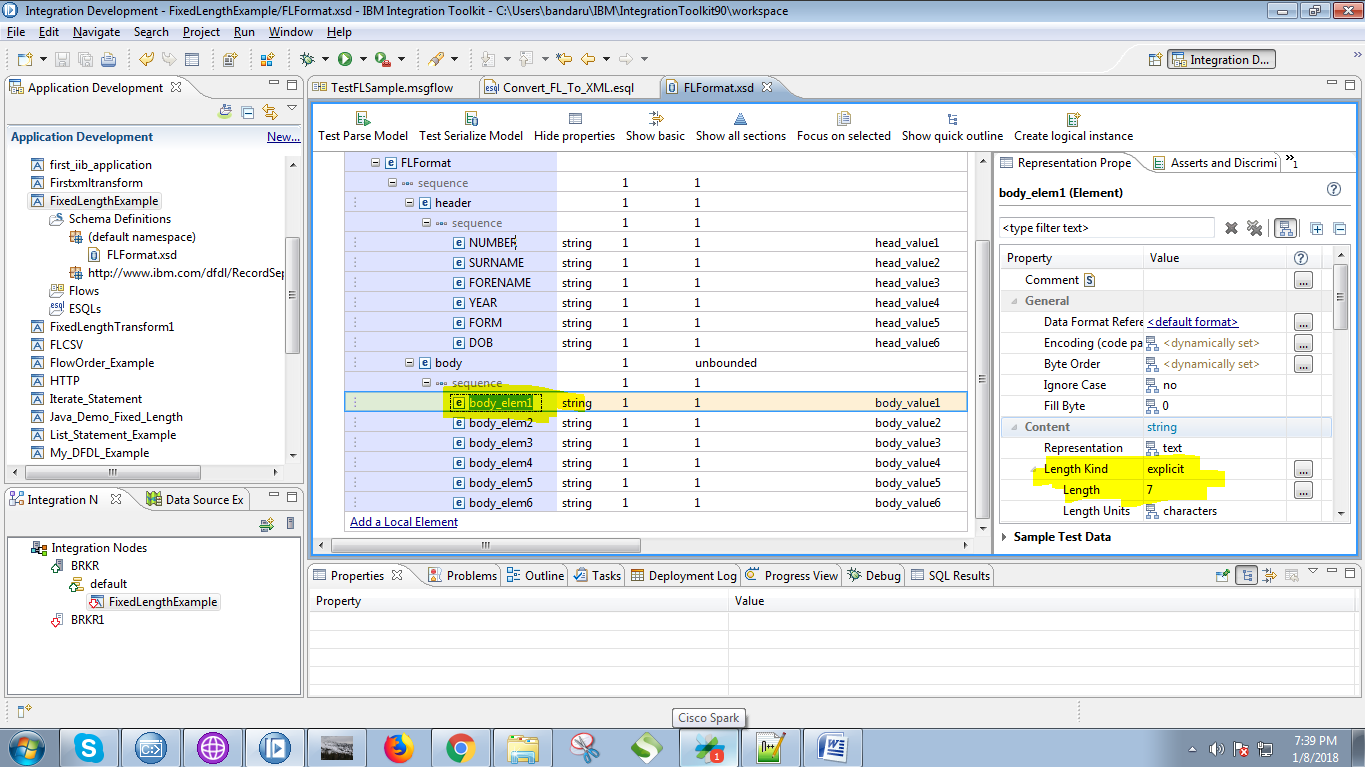 Integration Development - FixedLengthExample/FLFormat.xsd - IBM Integration Toolkit - C:\Users\bandaru\IBM\IntegrationToolkit90\workspace
File Edit Navigate Search Project Run Window Help
Integration D...
Application Development
Application Development New...
first_iib_application
Firstxmltransform
FixedLengthExample
Schema Definitions
(default namespace)
FLFormat.xsd
http://www.ibm.com/dfdl/RecordSep
Flows
ESQLs
FixedLengthTransform1
FLCSV
FlowOrder_Example
HTTP
Iterate_Statement
Java_Demo_Fixed_Length
List_Statement_Example
My_DFDL_Example
Integration N Data Source Ex
Integration Nodes
BRKR
default
FixedLengthExample
BRKR1
TestFLSample.msgflow Convert_FL_To_XML.esql FLFormat.xsd
Test Parse Model Test Serialize Model Hide properties Show basic Show all sections Focus on selected Show quick outline Create logical instance
FLFormat
sequence 1 1
header 1 1
sequence 1 1
NUMBER string 1 1 head_value1
SURNAME string 1 1 head_value2
FORENAME string 1 1 head_value3
YEAR string 1 1 head_value4
FORM string 1 1 head_value5
DOB string 1 1 head_value6
body 1 unbounded
sequence 1 1
body_elem1 string 1 1 body_value1
body_elem2 string 1 1 body_value2
body_elem3 string 1 1 body_value3
body_elem4 string 1 1 body_value4
body_elem5 string 1 1 body_value5
body_elem6 string 1 1 body_value6
Add a Local Element
Representation Prope Asserts and Discrimi 1
body_elem1 (Element)
<type filter text>
Property Value
Comment
General
Data Format Refere <default format>
Encoding (code pa <dynamically set>
Byte Order <dynamically set>
Ignore Case no
Fill Byte 0
Content string
Representation text
Length Kind explicit
Length 7
Length Units characters
Sample Test Data
Properties Problems Outline Tasks Deployment Log Progress View Debug SQL Results
Property Value
Cisco Spark
7:39 PM
1/8/2018